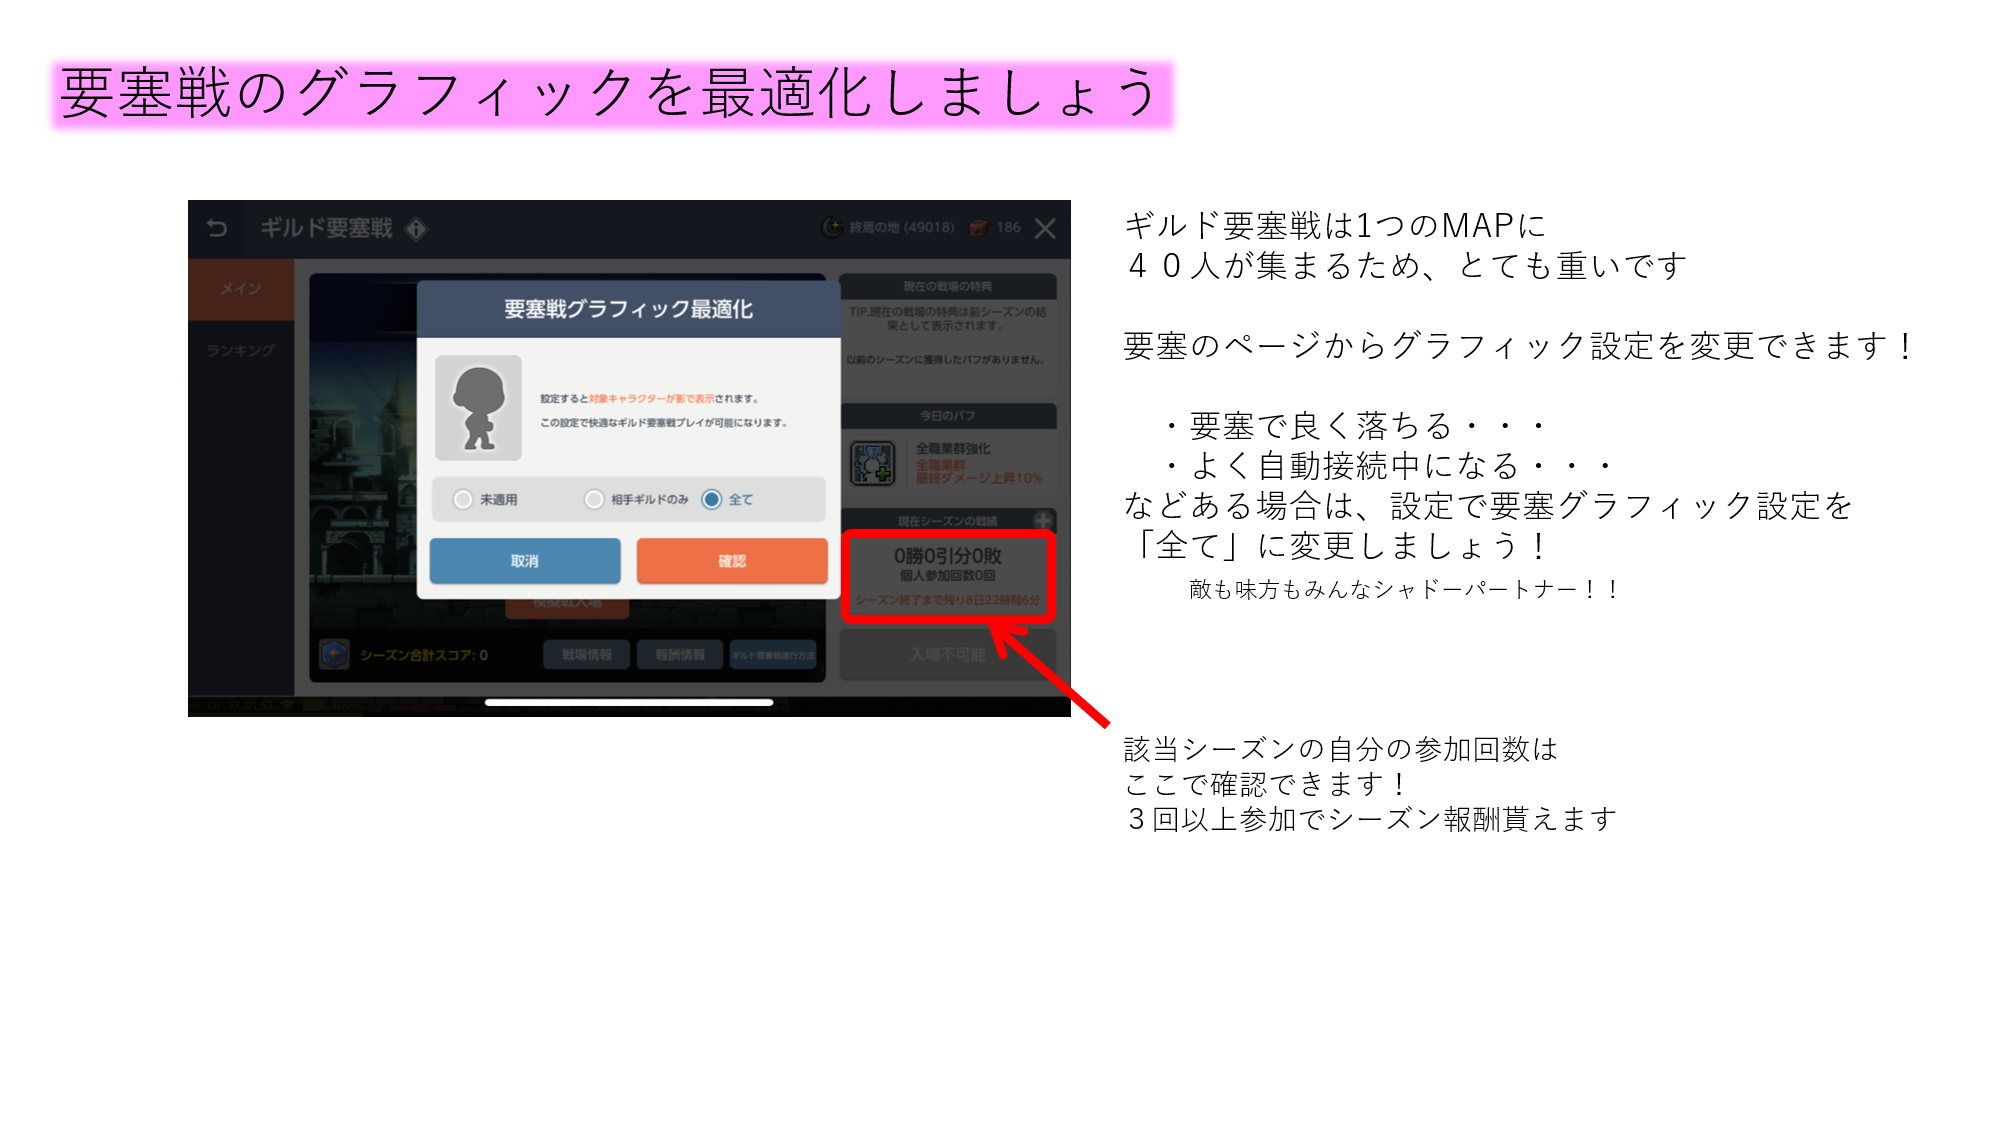 要塞戦のグラフィックを最適化しましょう
ギルド要塞戦
終焉の地 (49018)
186
メイン
ランキング
要塞戦グラフィック最適化
設定すると対象キャラクターが影で表示されます。
この設定で快適なギルド要塞戦プレイが可能になります。
未適用
相手ギルドのみ
全て
取消
確認
模擬戦入場
シーズン合計スコア: 0
戦場情報
報酬情報
ギルド要塞戦進行方法
現在の戦場の特典
TIP.現在の戦場の特典は前シーズンの結
果として表示されます。
以前のシーズンに獲得したバフがありません。
今日のバフ
全職業群強化
全職業群
最終ダメージ上昇10%
現在シーズンの戦績
0勝0引分0敗
個人参加回数0回
シーズン終了まで残り8日22時間6分
入場不可能
ギルド要塞戦は1つのMAPに
４０人が集まるため、とても重いです
要塞のページからグラフィック設定を変更できます！
・要塞で良く落ちる・・・
・よく自動接続中になる・・・
などある場合は、設定で要塞グラフィック設定を
「全て」に変更しましょう！
敵も味方もみんなシャドーパートナー！！
該当シーズンの自分の参加回数は
ここで確認できます！
３回以上参加でシーズン報酬貰えます